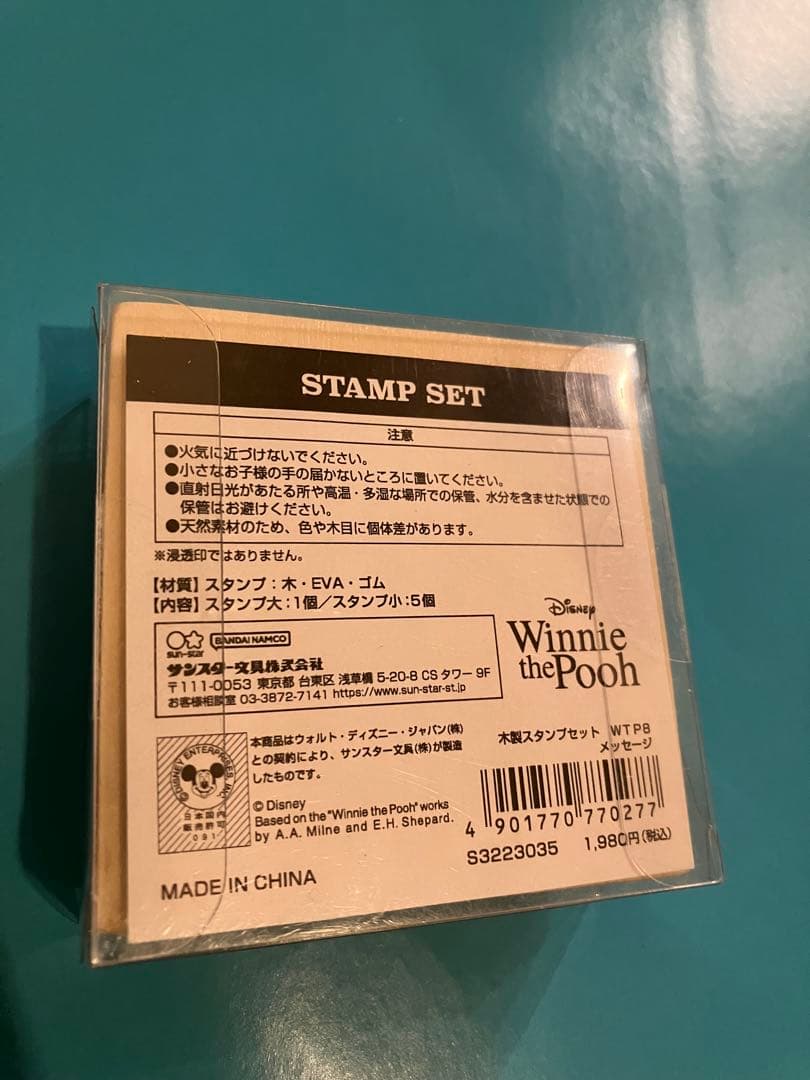 STAMP SET
注意
●火気に近づけないでください。
●小さなお子様の手の届かないところに置いてください。
●直射日光があたる所や高温・多湿な場所での保管、水分を含ませた状態での
保管はお避けください。
●天然素材のため、色や木目に個体差があります。
※浸透印ではありません。
【材質】スタンプ：木・EVA・ゴム
【内容】スタンプ大：1個／スタンプ小：5個
sun-star BANDAI NAMCO
サンスター文具株式会社
〒111-0053 東京都 台東区 浅草橋 5-20-8 CS タワー 9F
お客様相談室 03-3872-7141 https://www.sun-star-st.jp
Disney
Winnie
the Pooh
©DISNEY ENTERPRISES, INC.
日本国内
販売許可
091
本商品はウォルト・ディズニー・ジャパン(株)
との契約により、サンスター文具(株)が製造
したものです。
© Disney
Based on the "Winnie the Pooh" works
by A.A. Milne and E.H. Shepard.
木製スタンプセット WTP8
メッセージ
4 901770 770277
S3223035 1,980円(税込)
MADE IN CHINA